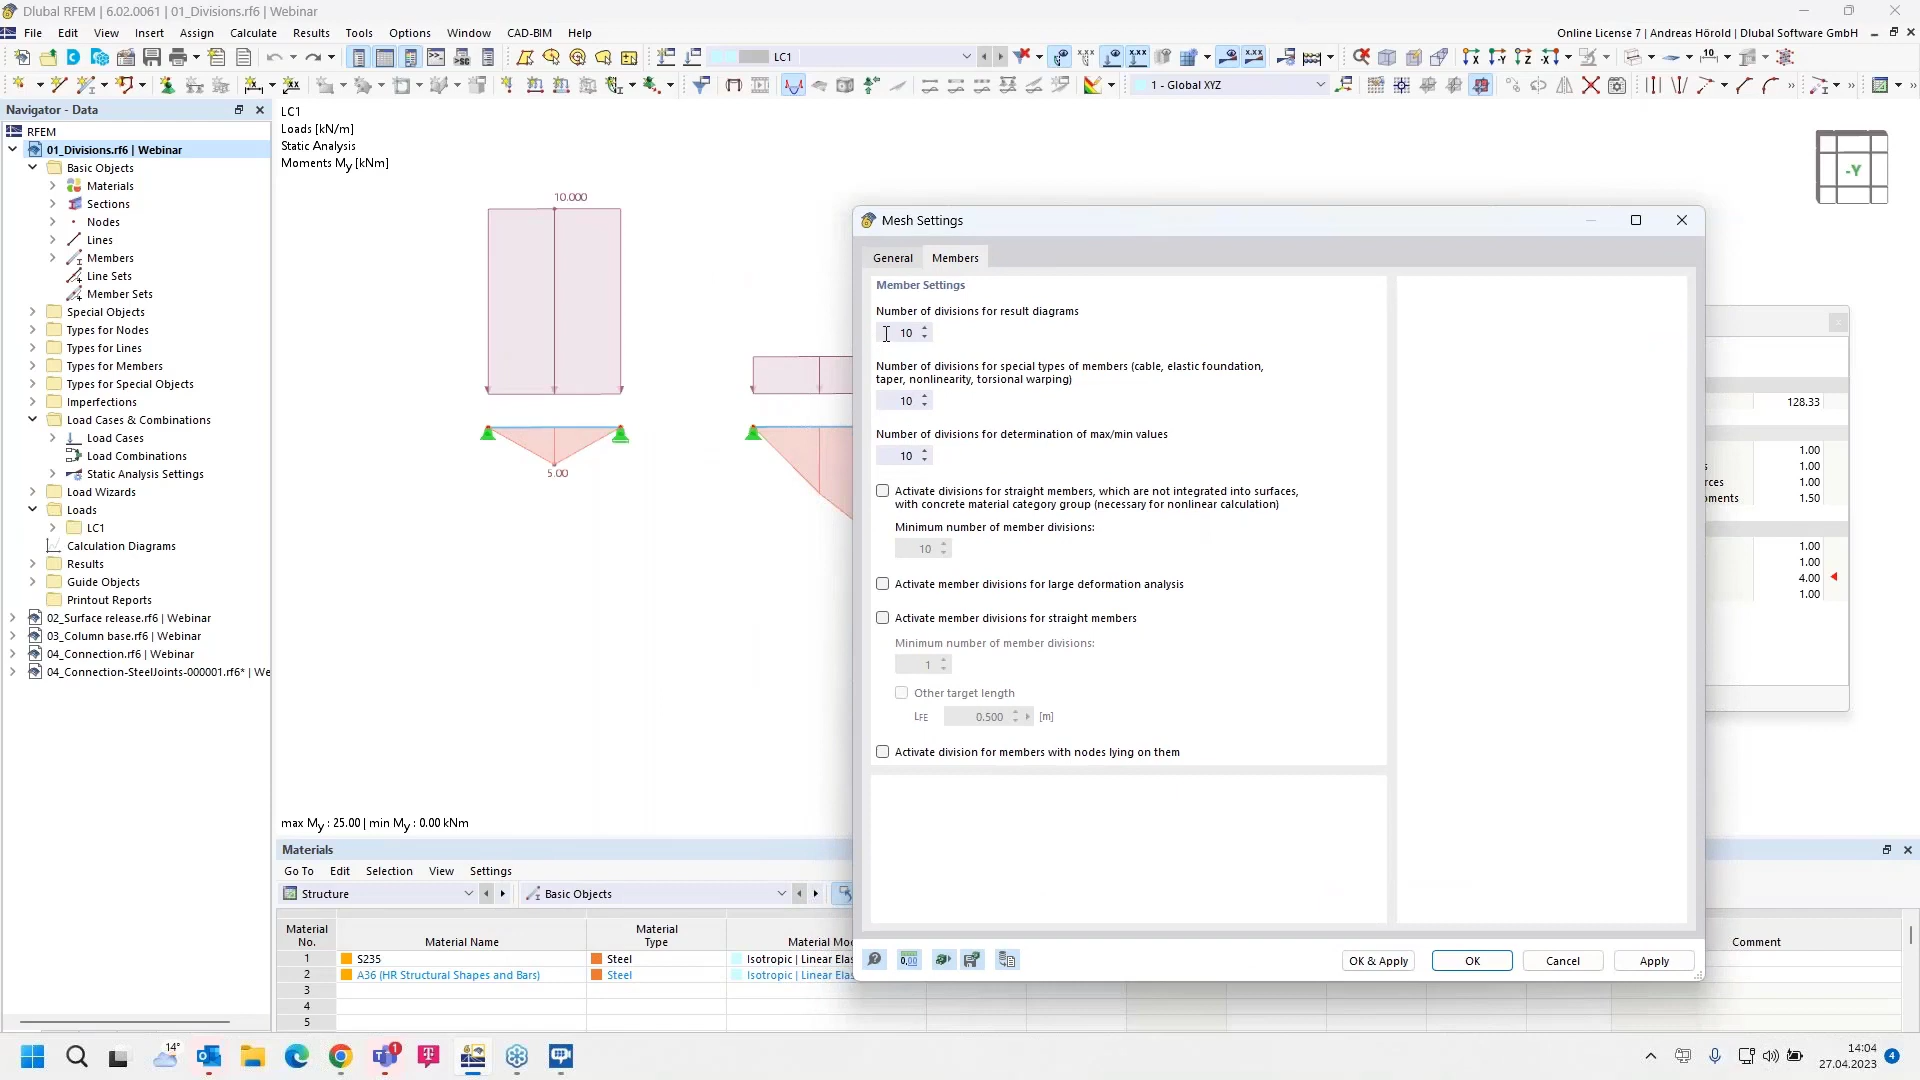 Dlubal RFEM | 6.02.0061 | 01_Divisions.rf6 | Webinar
File Edit View Insert Assign Calculate Results Tools Options Window CAD-BIM Help
Online License 7 | Andreas Hörold | Dlubal Software GmbH
LC1
1 - Global XYZ
Navigator - Data
RFEM
01_Divisions.rf6 | Webinar
Basic Objects
Materials
Sections
Nodes
Lines
Members
Line Sets
Member Sets
Special Objects
Types for Nodes
Types for Lines
Types for Members
Types for Special Objects
Imperfections
Load Cases & Combinations
Load Cases
Load Combinations
Static Analysis Settings
Load Wizards
Loads
LC1
Calculation Diagrams
Results
Guide Objects
Printout Reports
02_Surface release.rf6 | Webinar
03_Column base.rf6 | Webinar
04_Connection.rf6 | Webinar
04_Connection-SteelJoints-000001.rf6* | We
LC1
Loads [kN/m]
Static Analysis
Moments My [kNm]
10.000
5.00
-Y
max My : 25.00 | min My : 0.00 kNm
Mesh Settings
General Members
Member Settings
Number of divisions for result diagrams
10
Number of divisions for special types of members (cable, elastic foundation,
taper, nonlinearity, torsional warping)
10
Number of divisions for determination of max/min values
10
Activate divisions for straight members, which are not integrated into surfaces,
with concrete material category group (necessary for nonlinear calculation)
Minimum number of member divisions:
10
Activate member divisions for large deformation analysis
Activate member divisions for straight members
Minimum number of member divisions:
1
Other target length
LFE 0.500 [m]
Activate division for members with nodes lying on them
OK & Apply OK Cancel Apply
128.33
1.00
s 1.00
rces 1.00
oments 1.50
1.00
1.00
4.00
1.00
Materials
Go To Edit Selection View Settings
Structure Basic Objects
Material
No. Material Name Material
Type Material Moc Comment
1 S235 Steel Isotropic | Linear Elas
2 A36 (HR Structural Shapes and Bars) Steel Isotropic | Linear Elas
3
4
5
14°
1
14:04
27.04.2023
4